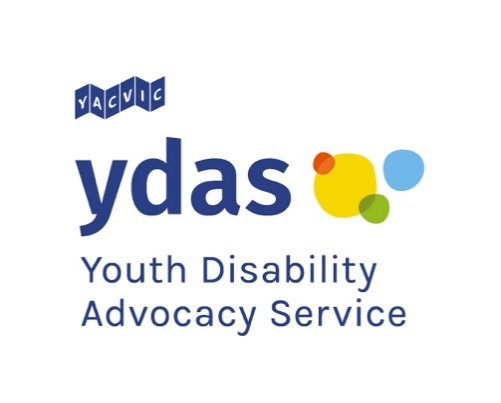 YACVIC
ydas
Youth Disability
Advocacy Service